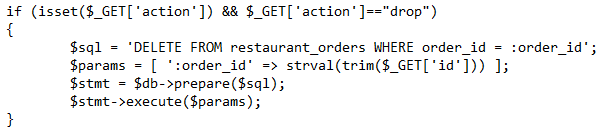 if (isset($_GET['action']) && $_GET['action']=="drop")
{
        $sql = 'DELETE FROM restaurant_orders WHERE order_id = :order_id';
        $params = [ ':order_id' => strval(trim($_GET['id'])) ];
        $stmt = $db->prepare($sql);
        $stmt->execute($params);
}